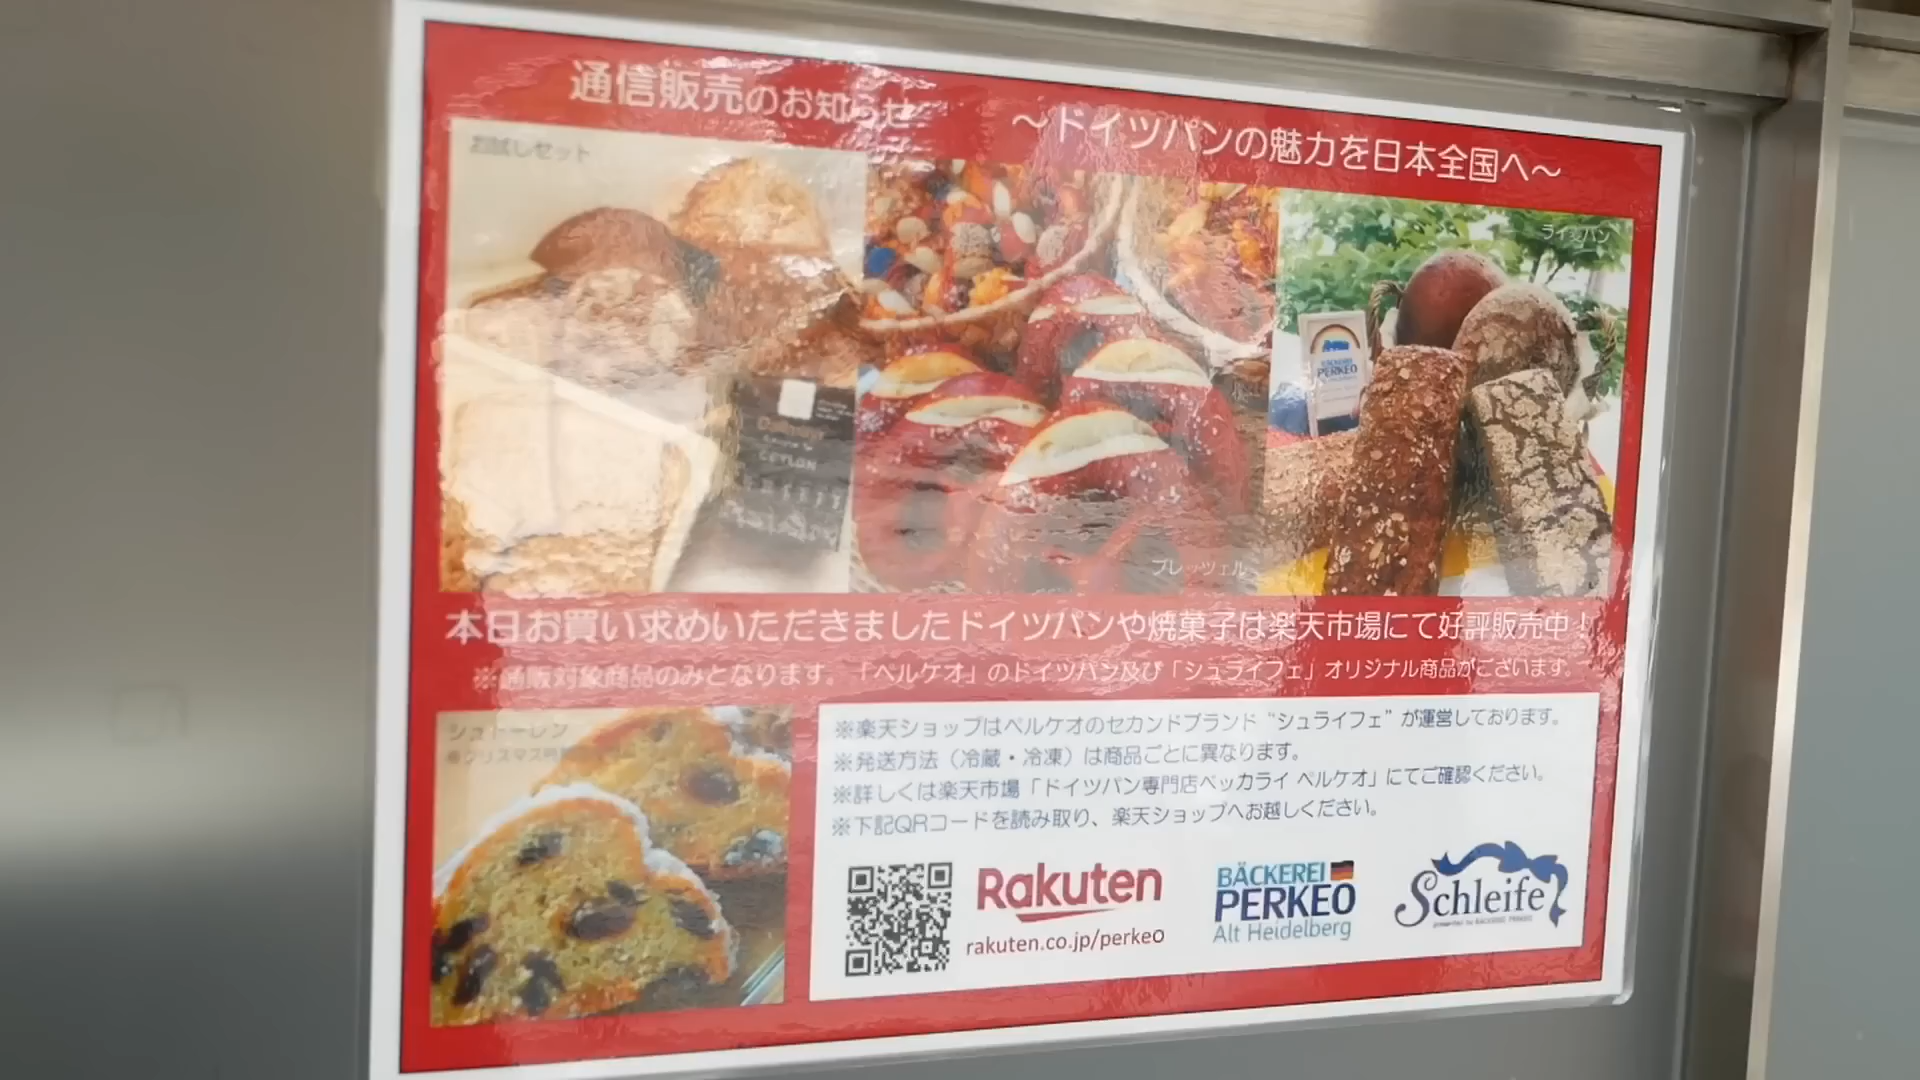 通信販売のお知らせ
～ドイツパンの魅力を日本全国へ～
お試しセット
ライ麦パン
BÄCKEREI
PERKEO
Dallmayr
CEYLON
プレッツェル
本日お買い求めいただきましたドイツパンや焼菓子は楽天市場にて好評販売中!
※通販対象商品のみとなります。「ペルケオ」のドイツパン及び「シュライフェ」オリジナル商品がございます。
シュトーレン
※楽天ショップはペルケオのセカンドブランド“シュライフェ”が運営しております。
※発送方法（冷蔵・冷凍）は商品ごとに異なります。
※詳しくは楽天市場「ドイツパン専門店ベッカライ ペルケオ」にてご確認ください。
※下記QRコードを読み取り、楽天ショップへお越しください。
Rakuten
rakuten.co.jp/perkeo
BÄCKEREI
PERKEO
Alt Heidelberg
Schleife
presented by BÄCKEREI PERKEO